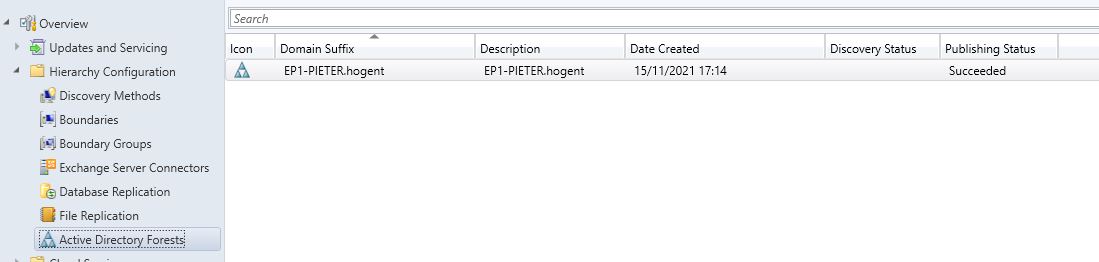 Overview
Updates and Servicing
Hierarchy Configuration
Discovery Methods
Boundaries
Boundary Groups
Exchange Server Connectors
Database Replication
File Replication
Active Directory Forests
Search
Icon Domain Suffix Description Date Created Discovery Status Publishing Status
EP1-PIETER.hogent EP1-PIETER.hogent 15/11/2021 17:14 Succeeded